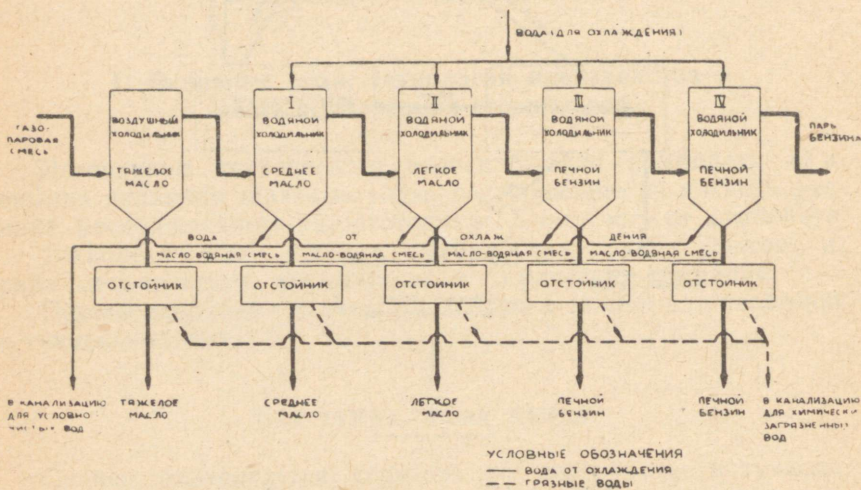 ВОДА (ДЛЯ ОХЛАЖДЕНИЯ)
ГАЗО-
ПАРОВАЯ
СМЕСЬ
ВОЗДУШНЫЙ
ХОЛОДИЛЬНИК
ТЯЖЕЛОЕ
МАСЛО
I
ВОДЯНОЙ
ХОЛОДИЛЬНИК
СРЕДНЕЕ
МАСЛО
II
ВОДЯНОЙ
ХОЛОДИЛЬНИК
ЛЕГКОЕ
МАСЛО
III
ВОДЯНОЙ
ХОЛОДИЛЬНИК
ПЕЧНОЙ
БЕНЗИН
IV
ВОДЯНОЙ
ХОЛОДИЛЬНИК
ПЕЧНОЙ
БЕНЗИН
ПАРЫ
БЕНЗИНА
ВОДА ОТ ОХЛАЖ ДЕНИЯ
МАСЛО-ВОДЯНАЯ СМЕСЬ МАСЛО-ВОДЯНАЯ СМЕСЬ МАСЛО-ВОДЯНАЯ СМЕСЬ МАСЛО-ВОДЯНАЯ СМЕСЬ
ОТСТОЙНИК ОТСТОЙНИК ОТСТОЙНИК ОТСТОЙНИК ОТСТОЙНИК
В КАНАЛИЗАЦИЮ
ДЛЯ УСЛОВНО
ЧИСТЫХ ВОД
ТЯЖЕЛОЕ
МАСЛО
СРЕДНЕЕ
МАСЛО
ЛЕГКОЕ
МАСЛО
ПЕЧНОЙ
БЕНЗИН
ПЕЧНОЙ
БЕНЗИН
В КАНАЛИЗАЦИЮ
ДЛЯ ХИМИЧЕСКИ
ЗАГРЯЗНЕННЫХ
ВОД
УСЛОВНЫЕ ОБОЗНАЧЕНИЯ
ВОДА ОТ ОХЛАЖДЕНИЯ
ГРЯЗНЫЕ ВОДЫ